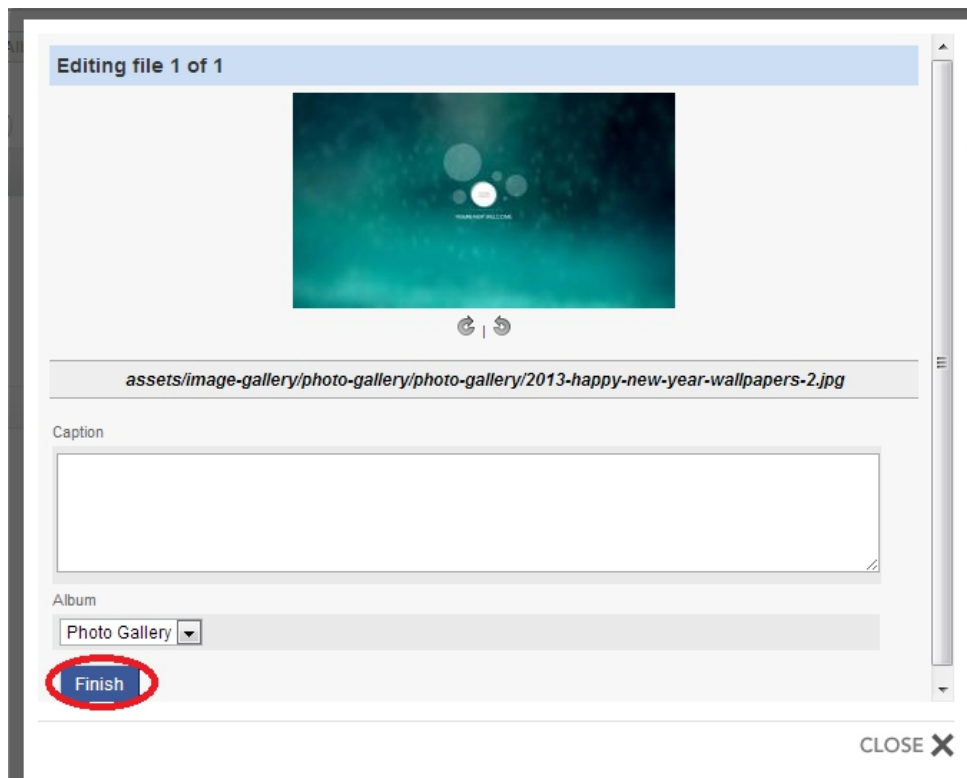 Editing file 1 of 1
|
assets/image-gallery/photo-gallery/photo-gallery/2013-happy-new-year-wallpapers-2.jpg
Caption
Album
Photo Gallery
Finish
CLOSE